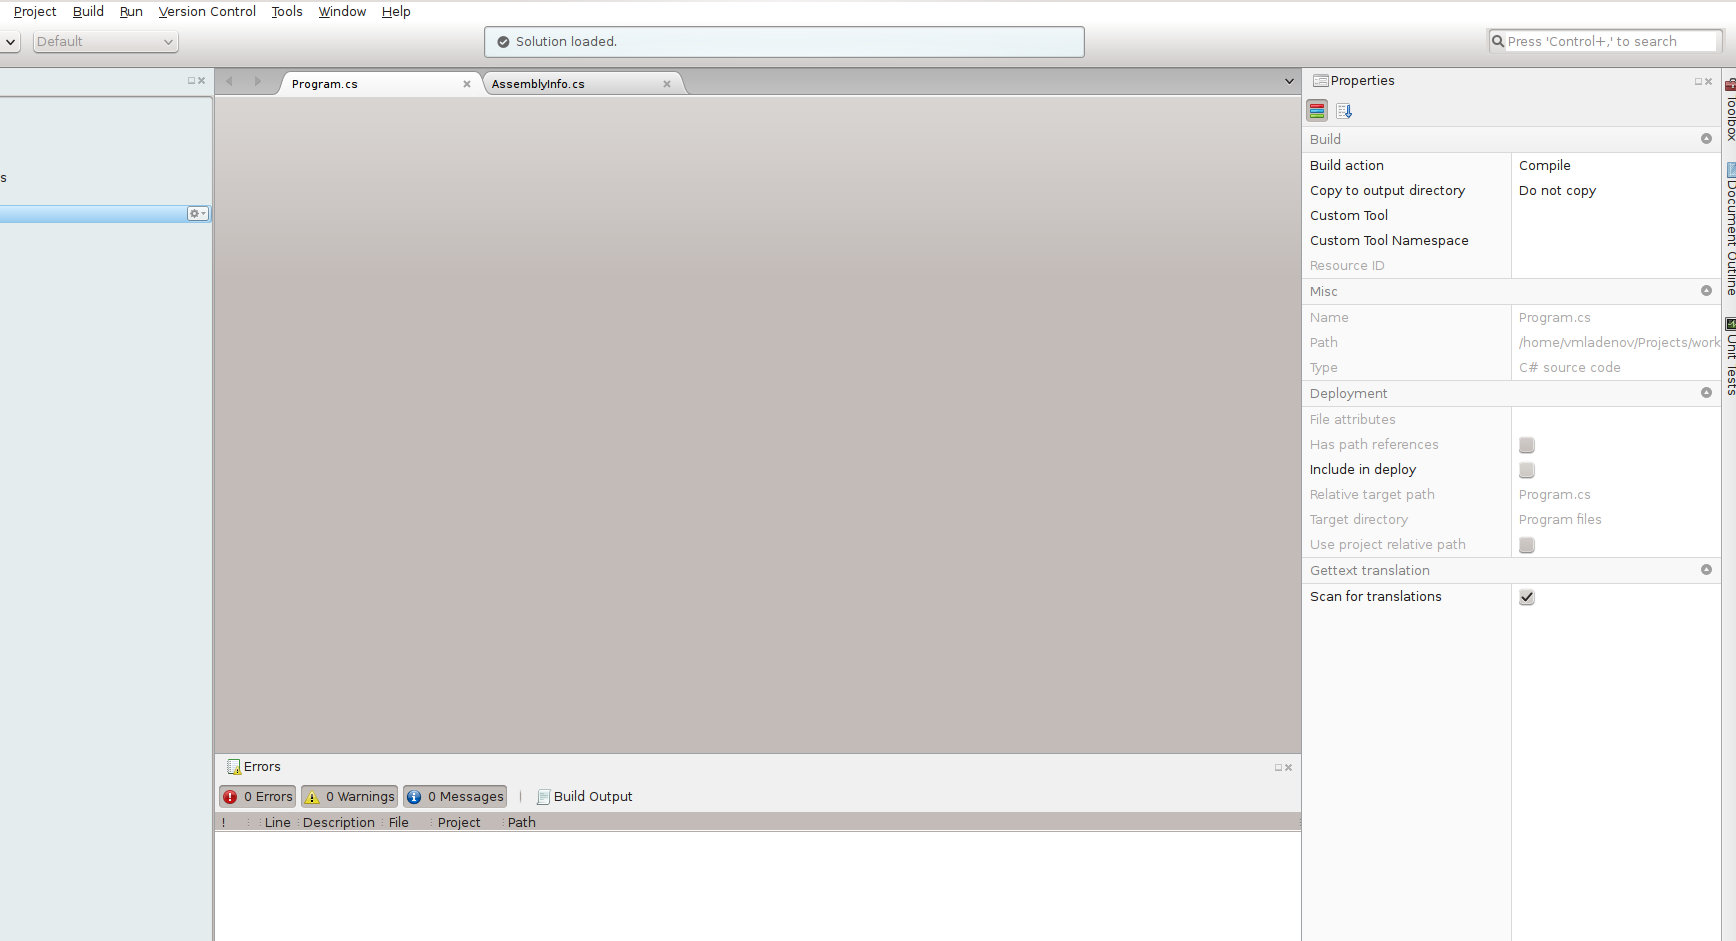 Project Build Run Version Control Tools Window Help
Default
Solution loaded.
Press 'Control+,' to search
Program.cs
AssemblyInfo.cs
s
Properties
Build
Build action Compile
Copy to output directory Do not copy
Custom Tool
Custom Tool Namespace
Resource ID
Misc
Name Program.cs
Path /home/vmladenov/Projects/work
Type C# source code
Deployment
File attributes
Has path references
Include in deploy
Relative target path Program.cs
Target directory Program files
Use project relative path
Gettext translation
Scan for translations
Toolbox
Document Outline
Unit Tests
Errors
0 Errors 0 Warnings 0 Messages Build Output
! Line Description File Project Path